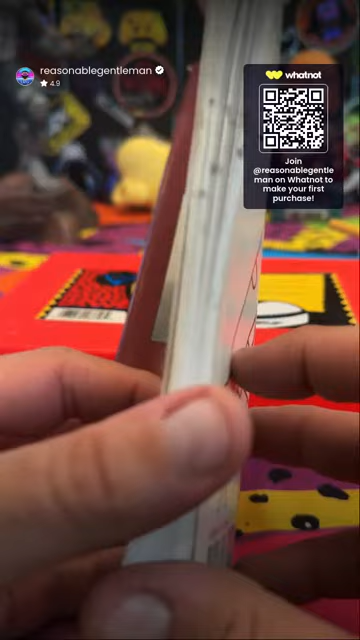 reasonablegentleman
4.9
whatnot
Join
@reasonablegentle
man on Whatnot to
make your first
purchase!